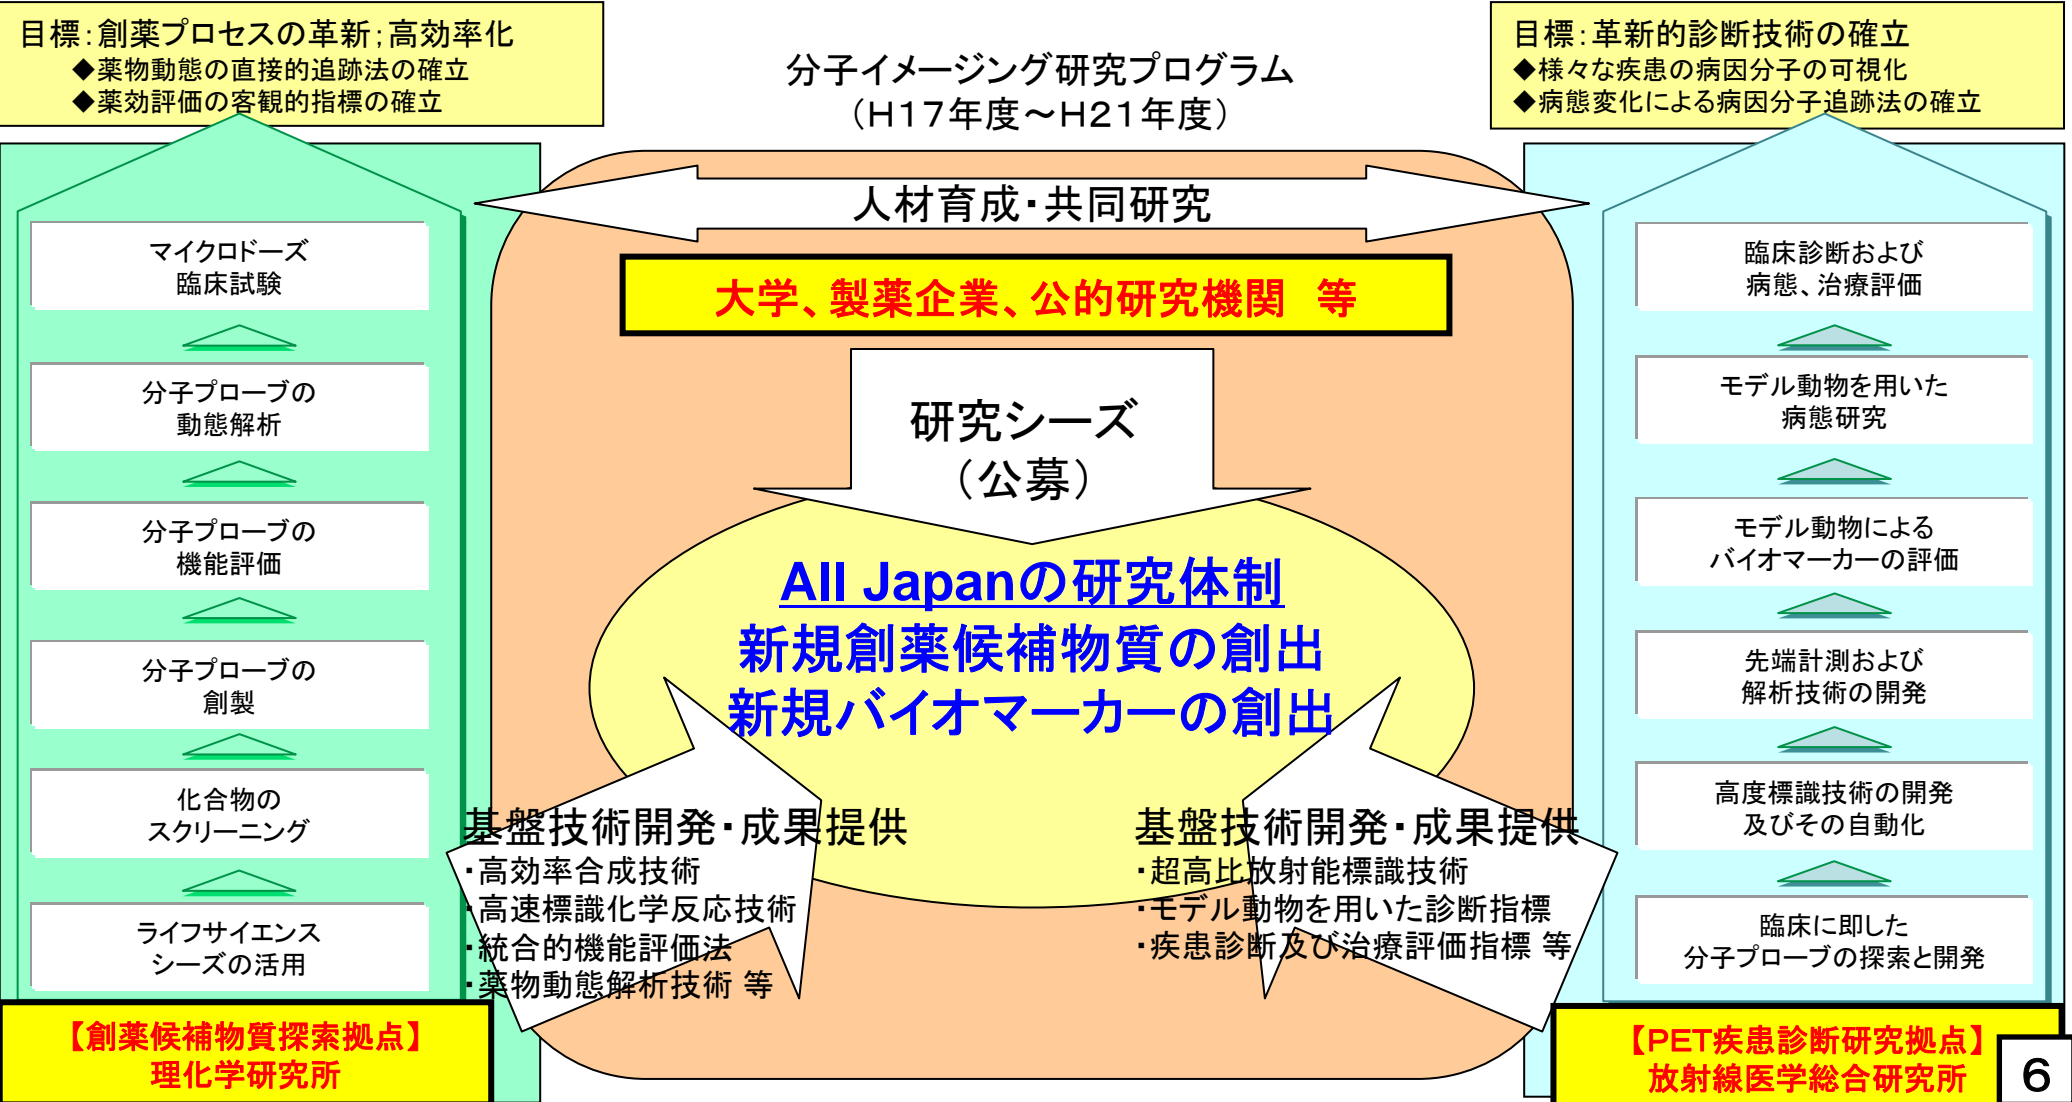 目標：創薬プロセスの革新；高効率化
◆薬物動態の直接的追跡法の確立
◆薬効評価の客観的指標の確立
分子イメージング研究プログラム
（H17年度～H21年度）
目標：革新的診断技術の確立
◆様々な疾患の病因分子の可視化
◆病態変化による病因分子追跡法の確立
人材育成・共同研究
大学、製薬企業、公的研究機関　等
研究シーズ
（公募）
All Japanの研究体制
新規創薬候補物質の創出
新規バイオマーカーの創出
マイクロドーズ
臨床試験
分子プローブの
動態解析
分子プローブの
機能評価
分子プローブの
創製
化合物の
スクリーニング
ライフサイエンス
シーズの活用
【創薬候補物質探索拠点】
理化学研究所
基盤技術開発・成果提供
・高効率合成技術
・高速標識化学反応技術
・統合的機能評価法
・薬物動態解析技術 等
基盤技術開発・成果提供
・超高比放射能標識技術
・モデル動物を用いた診断指標
・疾患診断及び治療評価指標 等
臨床診断および
病態、治療評価
モデル動物を用いた
病態研究
モデル動物による
バイオマーカーの評価
先端計測および
解析技術の開発
高度標識技術の開発
及びその自動化
臨床に即した
分子プローブの探索と開発
【PET疾患診断研究拠点】
放射線医学総合研究所
6